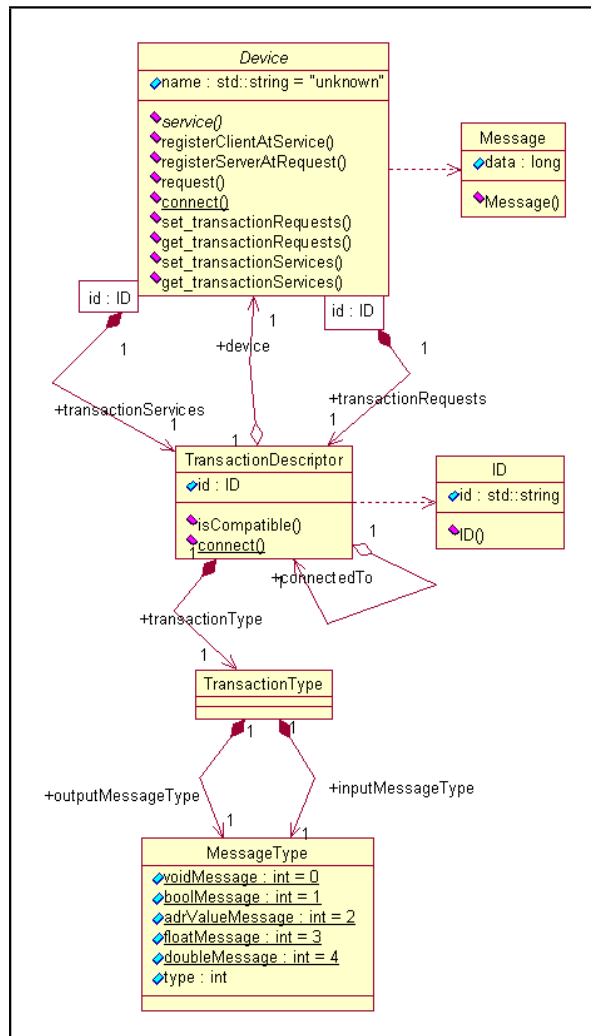 Device
name : std::string = "unknown"
service()
registerClientAtService()
registerServerAtRequest()
request()
connect()
set_transactionRequests()
get_transactionRequests()
set_transactionServices()
get_transactionServices()
Message
data : long
Message()
id : ID
id : ID
1
1
1
+device
+transactionServices
+transactionRequests
1
1
1
TransactionDescriptor
id : ID
isCompatible()
connect()
ID
id : std::string
ID()
1
1
1
+connectedTo
+transactionType
1
TransactionType
1
1
+outputMessageType
+inputMessageType
1
1
MessageType
voidMessage : int = 0
boolMessage : int = 1
adrValueMessage : int = 2
floatMessage : int = 3
doubleMessage : int = 4
type : int